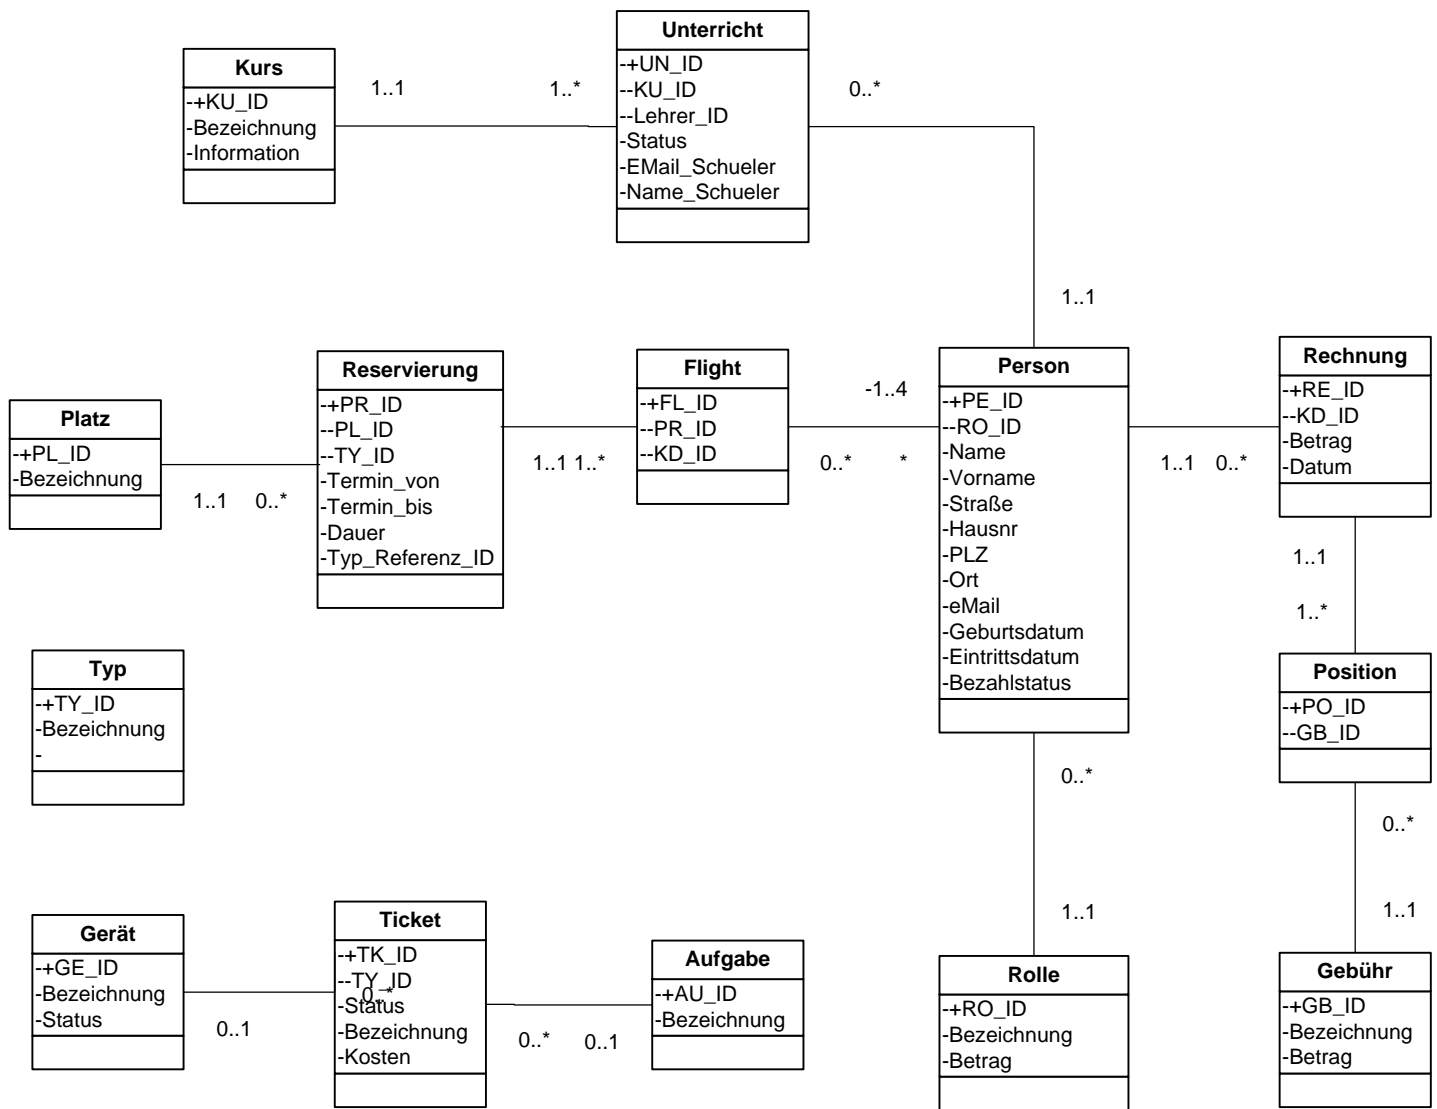 Kurs
-+KU_ID
-Bezeichnung
-Information
1..1
1..*
Unterricht
-+UN_ID
--KU_ID
--Lehrer_ID
-Status
-EMail_Schueler
-Name_Schueler
0..*
1..1
Platz
-+PL_ID
-Bezeichnung
1..1
0..*
Reservierung
-+PR_ID
--PL_ID
--TY_ID
-Termin_von
-Termin_bis
-Dauer
-Typ_Referenz_ID
1..1
1..*
Flight
-+FL_ID
--PR_ID
--KD_ID
-1..4
0..*
*
Person
-+PE_ID
--RO_ID
-Name
-Vorname
-Straße
-Hausnr
-PLZ
-Ort
-eMail
-Geburtsdatum
-Eintrittsdatum
-Bezahlstatus
1..1
0..*
Rechnung
-+RE_ID
--KD_ID
-Betrag
-Datum
1..1
1..*
Typ
-+TY_ID
-Bezeichnung
-
Position
-+PO_ID
--GB_ID
0..*
0..*
1..1
1..1
Gerät
-+GE_ID
-Bezeichnung
-Status
0..1
0..*
Ticket
-+TK_ID
--TY_ID
-Status
-Bezeichnung
-Kosten
0..*
0..1
Aufgabe
-+AU_ID
-Bezeichnung
Rolle
-+RO_ID
-Bezeichnung
-Betrag
Gebühr
-+GB_ID
-Bezeichnung
-Betrag